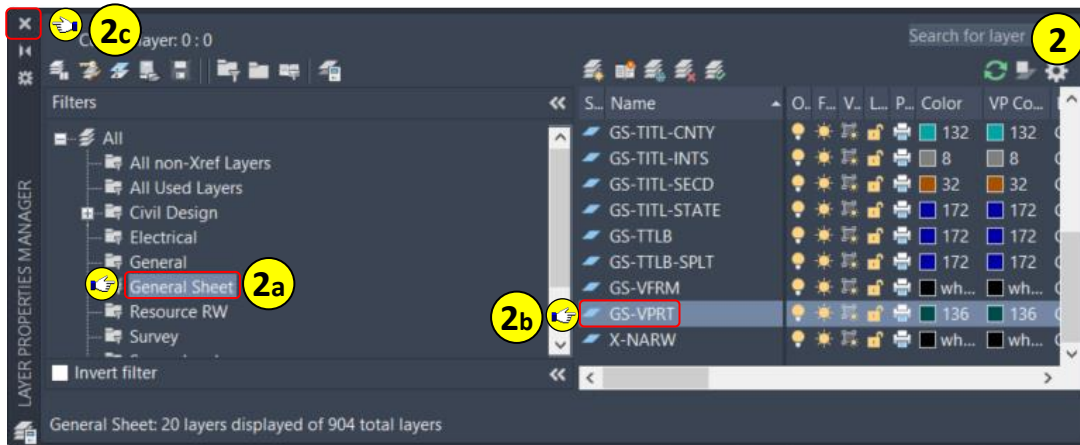 2c
Current layer: 0 : 0
Search for layer
2
Filters
S... Name O.. F... V... L... P... Color VP Co...
All
All non-Xref Layers
All Used Layers
Civil Design
Electrical
General
General Sheet 2a
Resource RW
Survey
GS-TITL-CNTY 132 132
GS-TITL-INTS 8 8
GS-TITL-SECD 32 32
GS-TITL-STATE 172 172
GS-TTLB 172 172
GS-TTLB-SPLT 172 172
GS-VFRM wh... wh...
2b GS-VPRT 136 136
X-NARW wh... wh...
Invert filter
General Sheet: 20 layers displayed of 904 total layers
LAYER PROPERTIES MANAGER